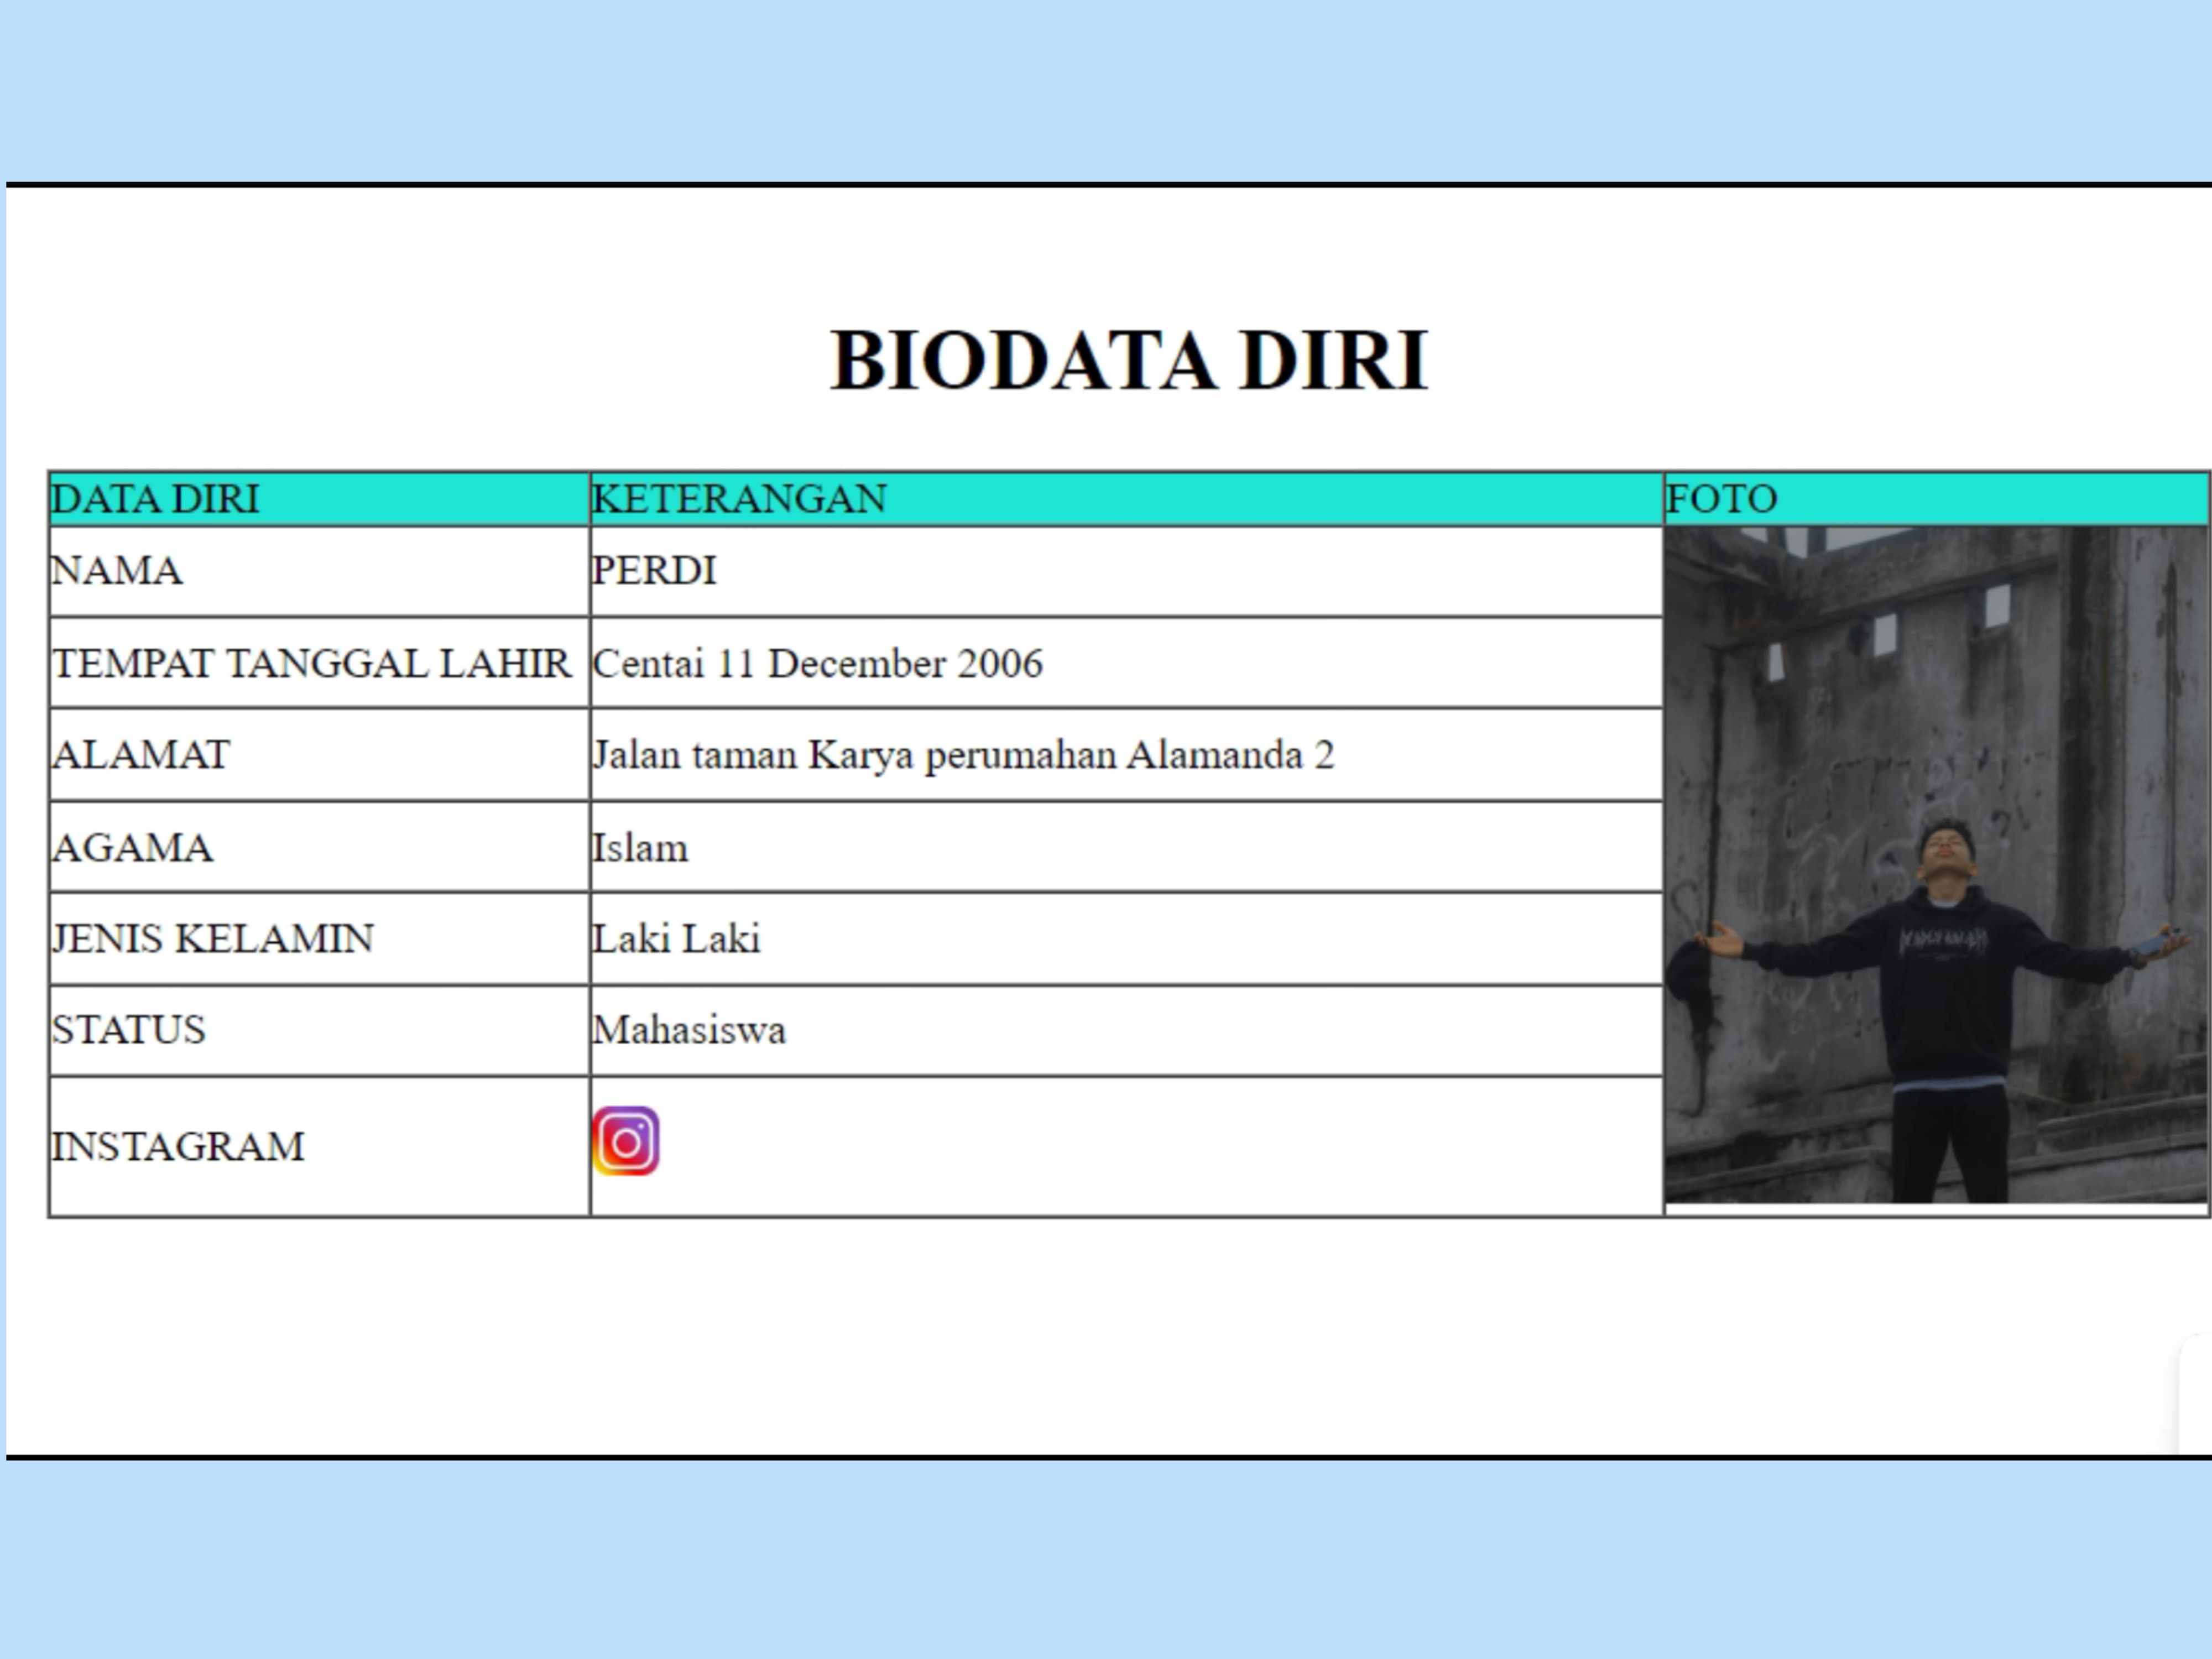 BIODATA DIRI
DATA DIRI KETERANGAN FOTO
NAMA PERDI
TEMPAT TANGGAL LAHIR Centai 11 December 2006
ALAMAT Jalan taman Karya perumahan Alamanda 2
AGAMA Islam
JENIS KELAMIN Laki Laki
STATUS Mahasiswa
INSTAGRAM